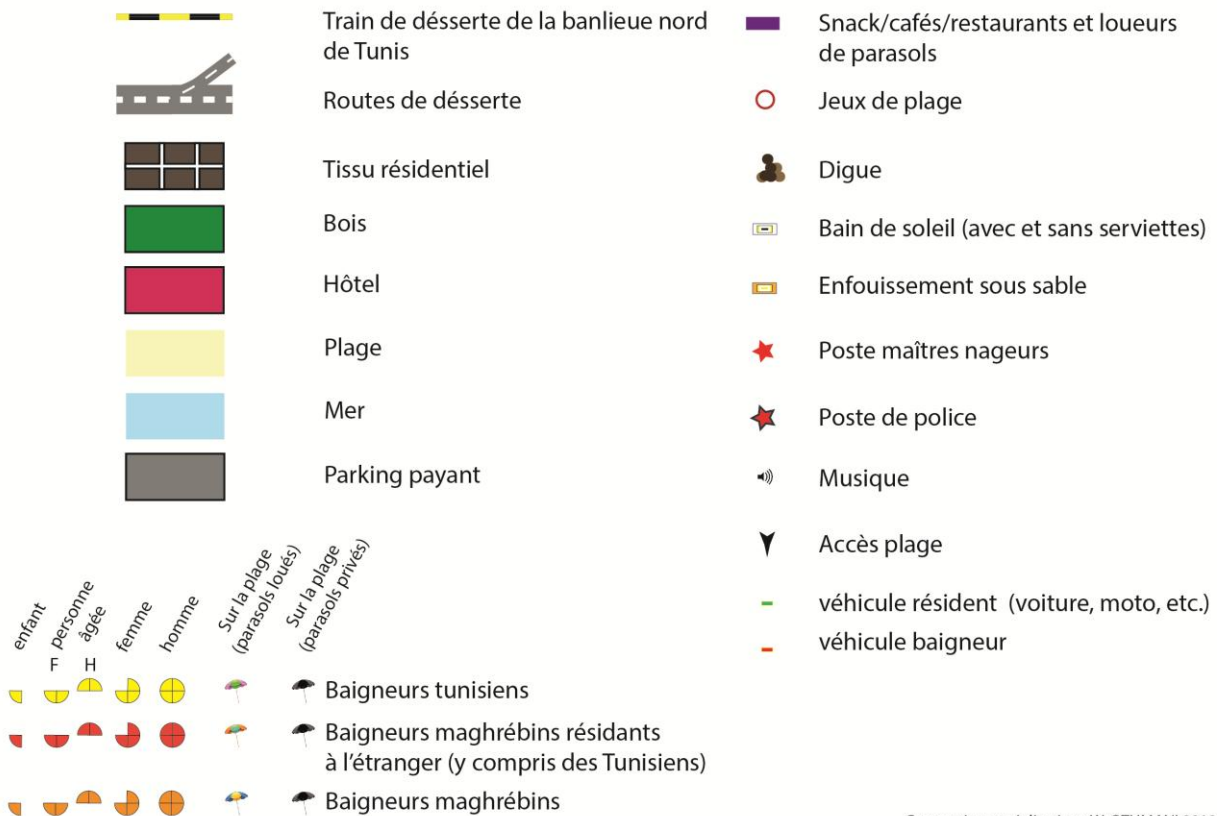 Train de désserte de la banlieue nord
de Tunis
Routes de désserte
Tissu résidentiel
Bois
Hôtel
Plage
Mer
Parking payant
Snack/cafés/restaurants et loueurs
de parasols
Jeux de plage
Digue
Bain de soleil (avec et sans serviettes)
Enfouissement sous sable
Poste maîtres nageurs
Poste de police
Musique
Accès plage
véhicule résident (voiture, moto, etc.)
véhicule baigneur
enfant
personne
âgée
femme
homme
Sur la plage
(parasols loués)
Sur la plage
(parasols privés)
F H
Baigneurs tunisiens
Baigneurs maghrébins résidants
à l'étranger (y compris des Tunisiens)
Baigneurs maghrébins